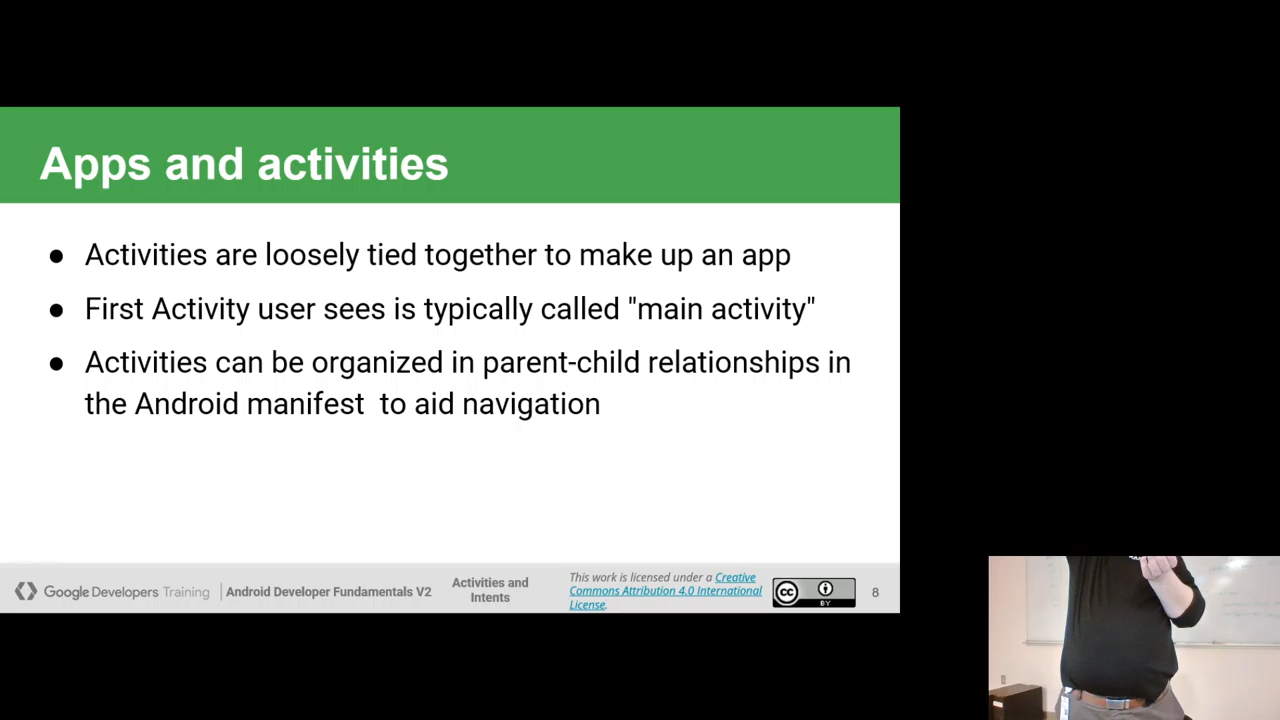 Apps and activities
● Activities are loosely tied together to make up an app
● First Activity user sees is typically called "main activity"
● Activities can be organized in parent-child relationships in
the Android manifest  to aid navigation
Google Developers Training
Android Developer Fundamentals V2
Activities and
Intents
This work is licensed under a Creative
Commons Attribution 4.0 International
License.
cc
BY
8